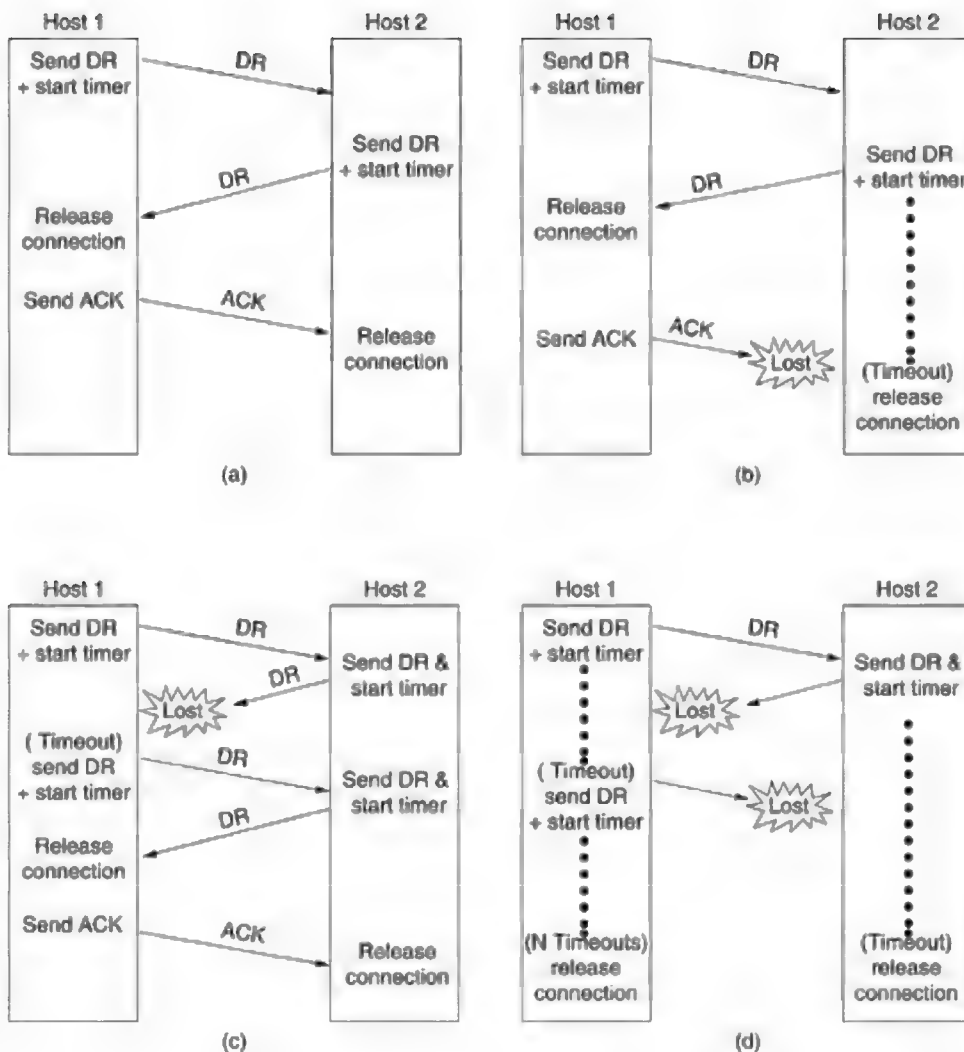 Host 1
Host 2
Send DR
+ start timer
DR
Send DR
+ start timer
DR
Release
connection
Send ACK
ACK
Release
connection
(a)
Host 1
Host 2
Send DR
+ start timer
DR
Send DR
+ start timer
DR
Release
connection
Send ACK
ACK
Lost
(Timeout)
release
connection
(b)
Host 1
Host 2
Send DR
+ start timer
DR
Send DR &
start timer
DR
Lost
( Timeout)
send DR
+ start timer
DR
Send DR &
start timer
DR
Release
connection
Send ACK
ACK
Release
connection
(c)
Host 1
Host 2
Send DR
+ start timer
DR
Send DR &
start timer
Lost
( Timeout)
send DR
+ start timer
Lost
(N Timeouts)
release
connection
(Timeout)
release
connection
(d)